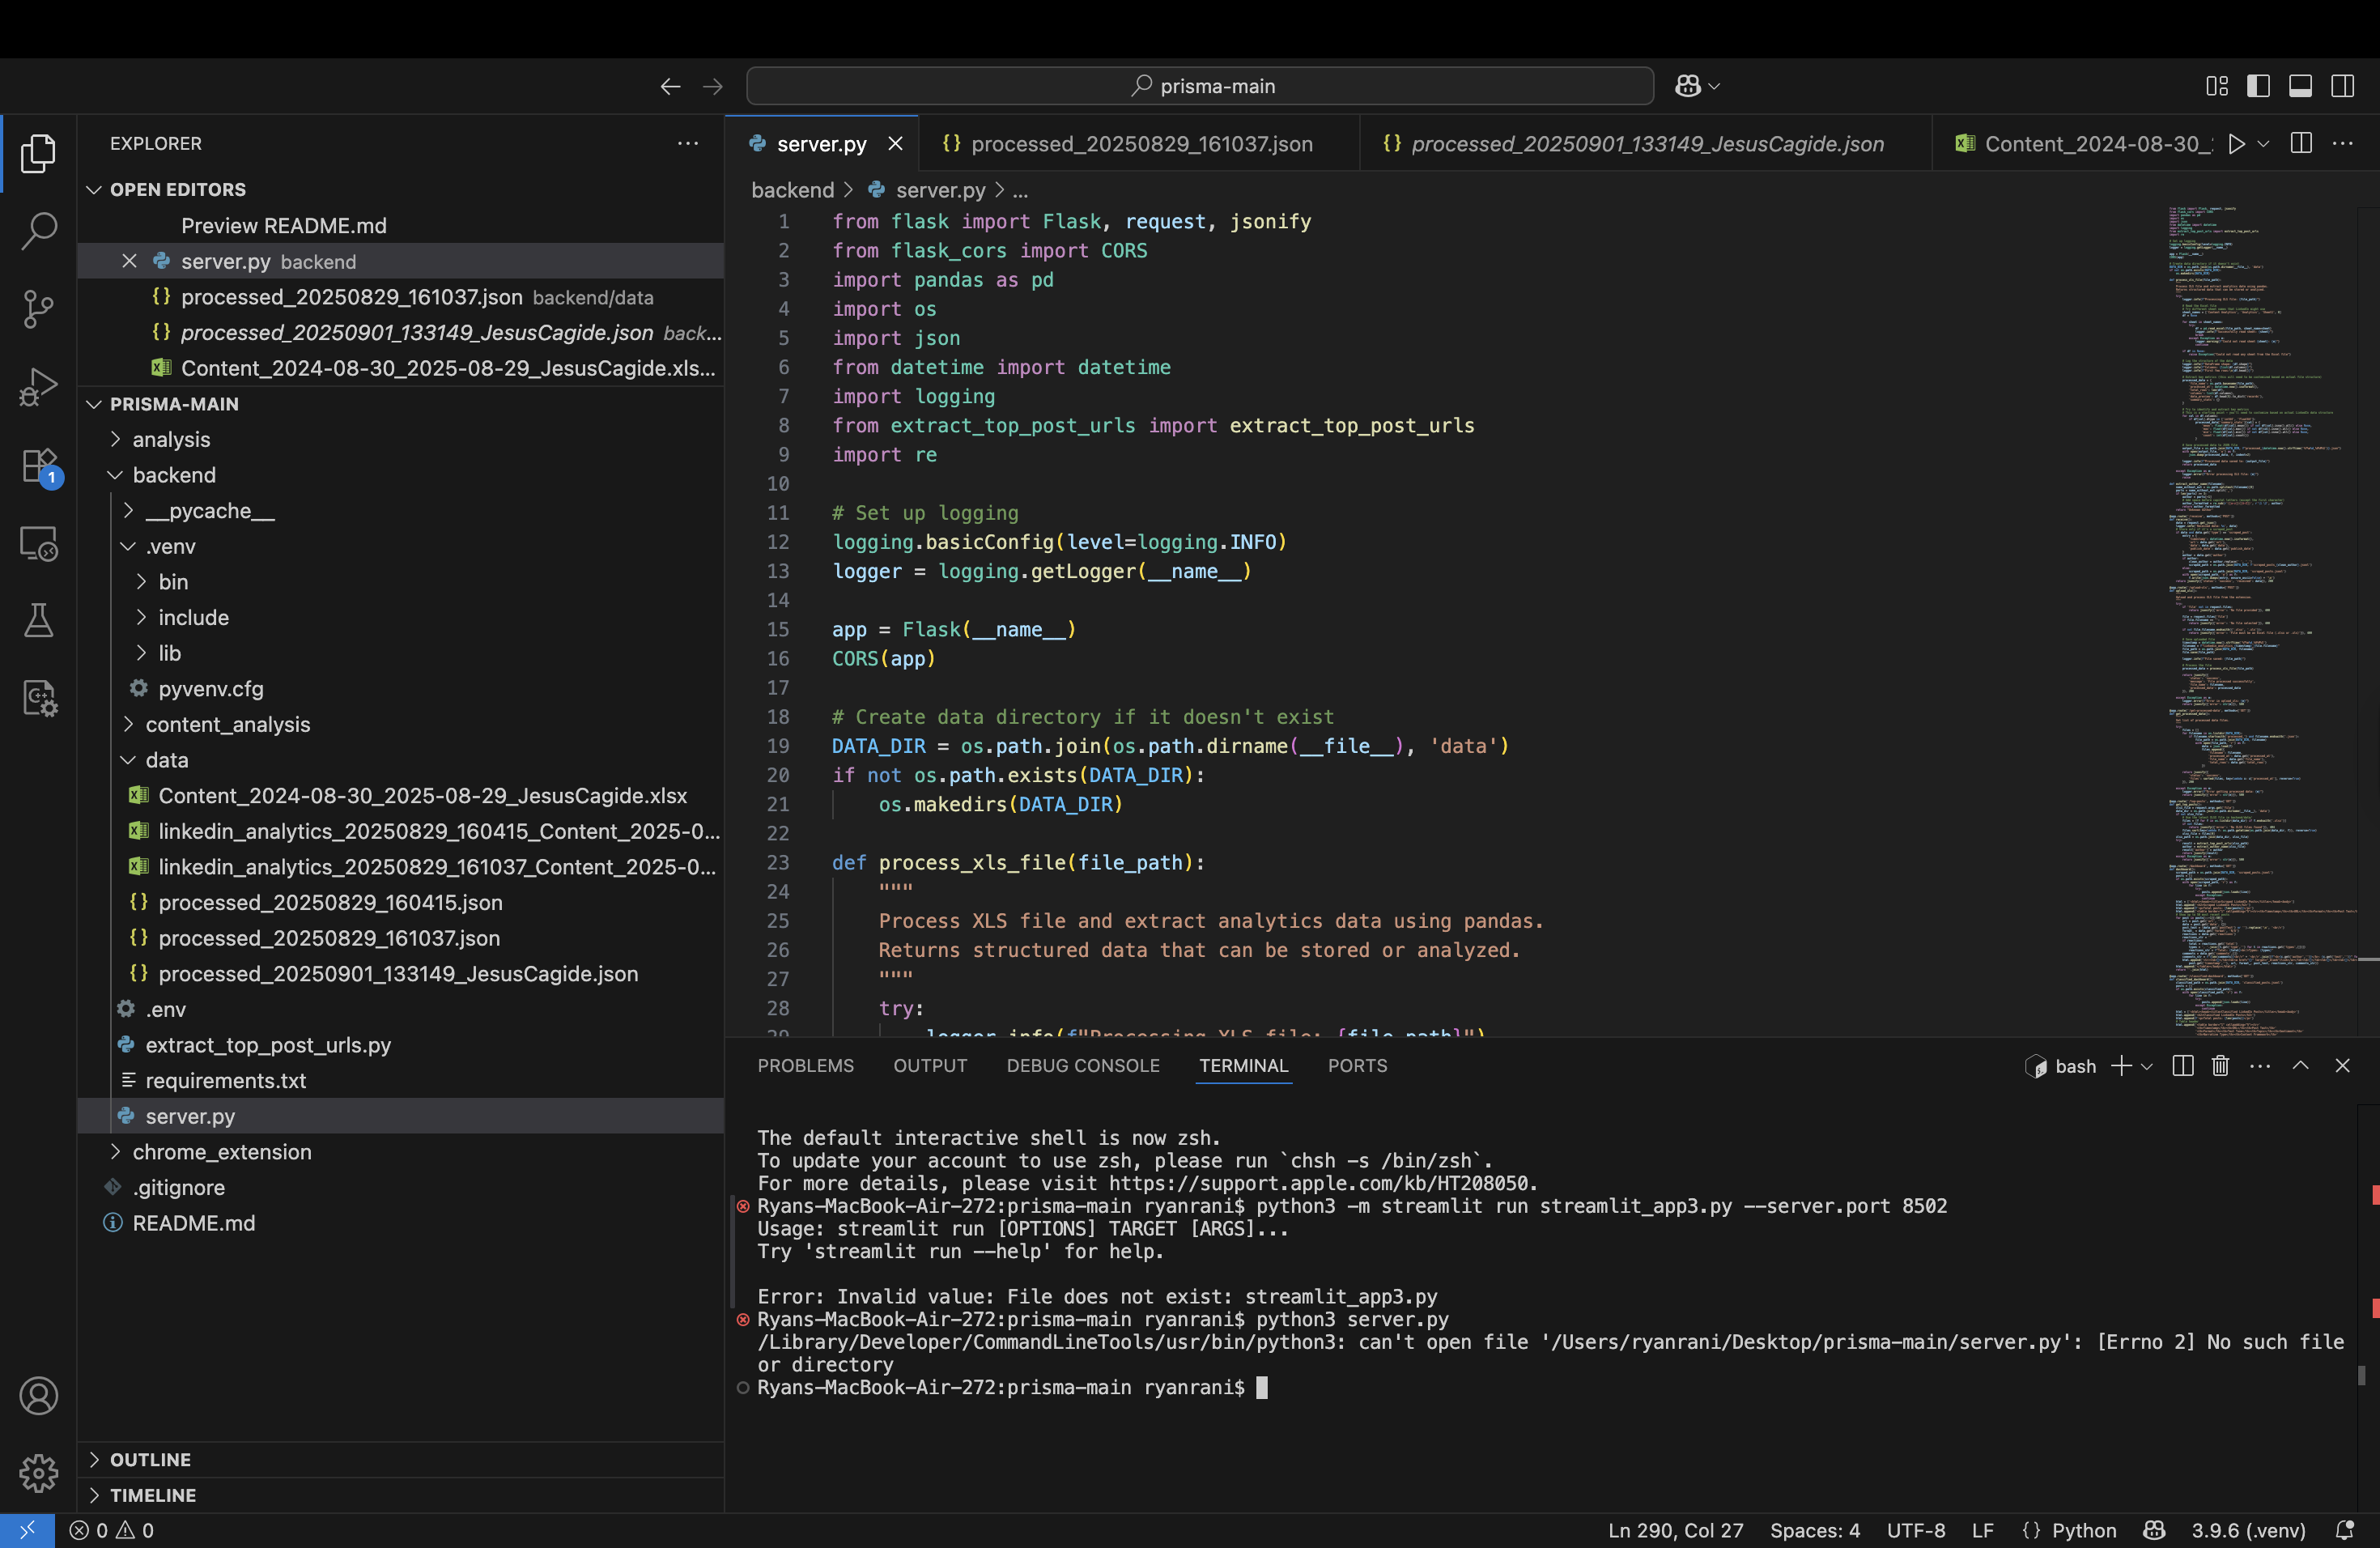 prisma-main
EXPLORER
OPEN EDITORS
Preview README.md
server.py backend
processed_20250829_161037.json backend/data
processed_20250901_133149_JesusCagide.json back...
Content_2024-08-30_2025-08-29_JesusCagide.xls...
PRISMA-MAIN
analysis
backend
__pycache__
.venv
bin
include
lib
pyvenv.cfg
content_analysis
data
Content_2024-08-30_2025-08-29_JesusCagide.xlsx
linkedin_analytics_20250829_160415_Content_2025-0...
linkedin_analytics_20250829_161037_Content_2025-0...
processed_20250829_160415.json
processed_20250829_161037.json
processed_20250901_133149_JesusCagide.json
.env
extract_top_post_urls.py
requirements.txt
server.py
chrome_extension
.gitignore
README.md
OUTLINE
TIMELINE
1
server.py
processed_20250829_161037.json
processed_20250901_133149_JesusCagide.json
Content_2024-08-30_
backend > server.py > ...
1 from flask import Flask, request, jsonify
2 from flask_cors import CORS
3 import pandas as pd
4 import os
5 import json
6 from datetime import datetime
7 import logging
8 from extract_top_post_urls import extract_top_post_urls
9 import re
10
11 # Set up logging
12 logging.basicConfig(level=logging.INFO)
13 logger = logging.getLogger(__name__)
14
15 app = Flask(__name__)
16 CORS(app)
17
18 # Create data directory if it doesn't exist
19 DATA_DIR = os.path.join(os.path.dirname(__file__), 'data')
20 if not os.path.exists(DATA_DIR):
21 os.makedirs(DATA_DIR)
22
23 def process_xls_file(file_path):
24 """
25 Process XLS file and extract analytics data using pandas.
26 Returns structured data that can be stored or analyzed.
27 """
28 try:
29 logger.info(f"Processing XLS file: {file_path}")
PROBLEMS OUTPUT DEBUG CONSOLE TERMINAL PORTS
bash
The default interactive shell is now zsh.
To update your account to use zsh, please run `chsh -s /bin/zsh`.
For more details, please visit https://support.apple.com/kb/HT208050.
Ryans-MacBook-Air-272:prisma-main ryanrani$ python3 -m streamlit run streamlit_app3.py --server.port 8502
Usage: streamlit run [OPTIONS] TARGET [ARGS]...
Try 'streamlit run --help' for help.
Error: Invalid value: File does not exist: streamlit_app3.py
Ryans-MacBook-Air-272:prisma-main ryanrani$ python3 server.py
/Library/Developer/CommandLineTools/usr/bin/python3: can't open file '/Users/ryanrani/Desktop/prisma-main/server.py': [Errno 2] No such file
or directory
Ryans-MacBook-Air-272:prisma-main ryanrani$
0 0
Ln 290, Col 27 Spaces: 4 UTF-8 LF {} Python 3.9.6 (.venv)